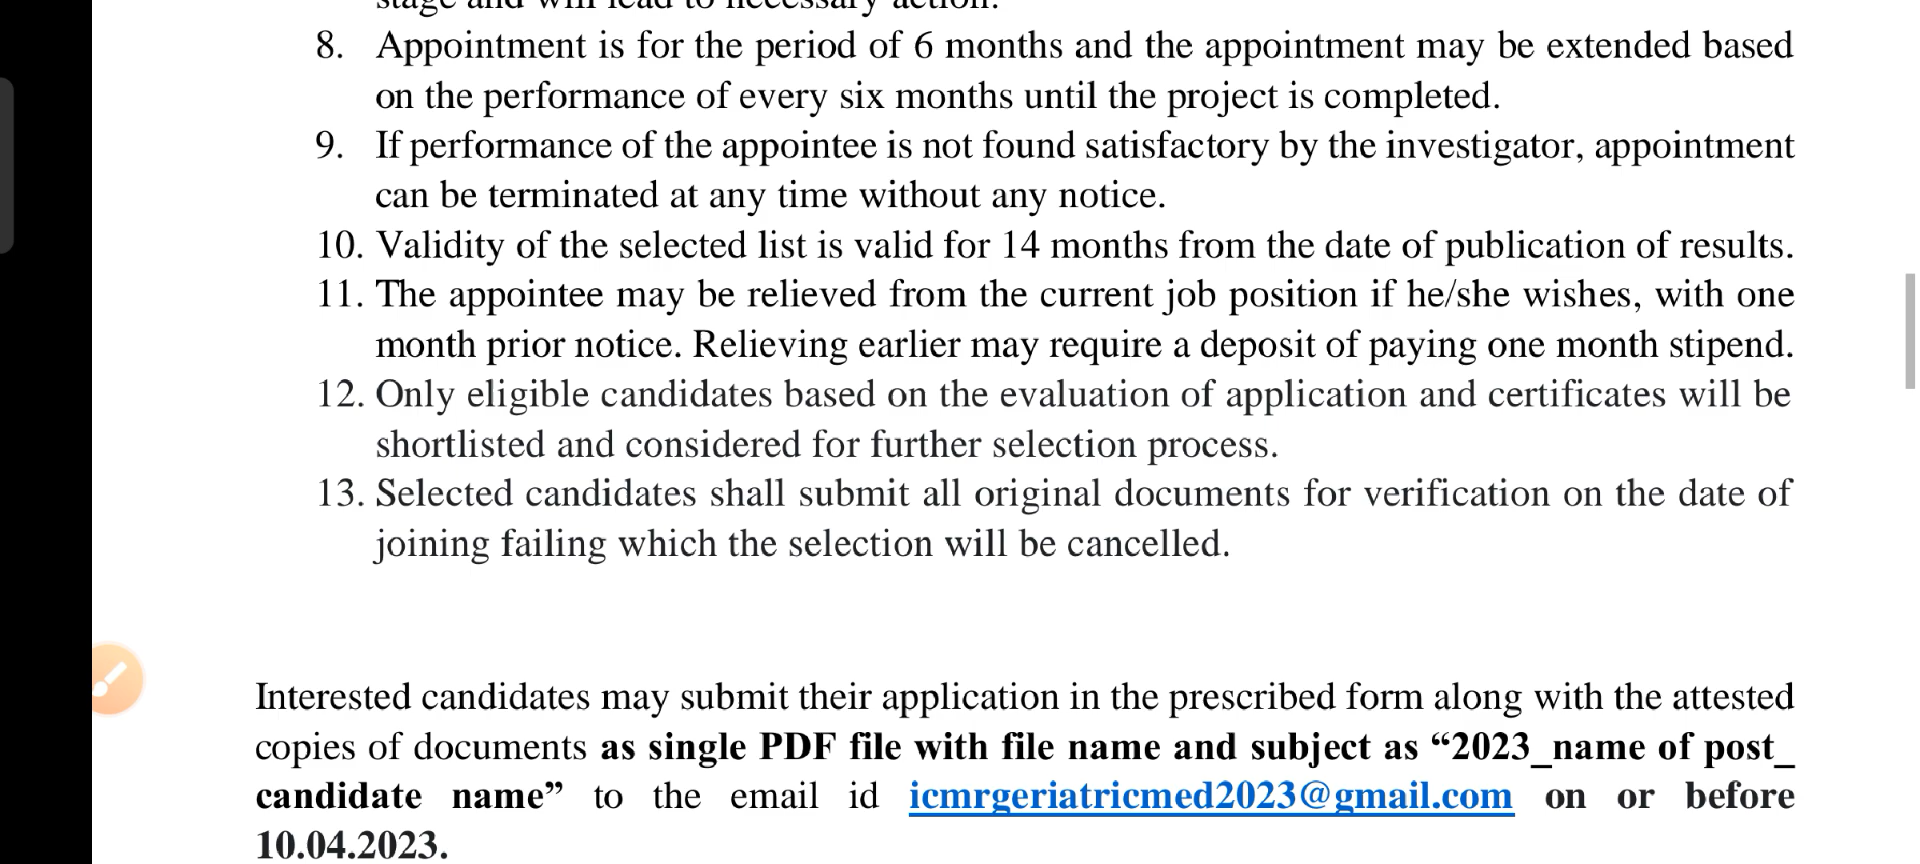 stage and will lead to necessary action.
8. Appointment is for the period of 6 months and the appointment may be extended based
on the performance of every six months until the project is completed.
9. If performance of the appointee is not found satisfactory by the investigator, appointment
can be terminated at any time without any notice.
10. Validity of the selected list is valid for 14 months from the date of publication of results.
11. The appointee may be relieved from the current job position if he/she wishes, with one
month prior notice. Relieving earlier may require a deposit of paying one month stipend.
12. Only eligible candidates based on the evaluation of application and certificates will be
shortlisted and considered for further selection process.
13. Selected candidates shall submit all original documents for verification on the date of
joining failing which the selection will be cancelled.
Interested candidates may submit their application in the prescribed form along with the attested
copies of documents as single PDF file with file name and subject as “2023_name of post_
candidate name” to the email id icmrgeriatricmed2023@gmail.com on or before
10.04.2023.